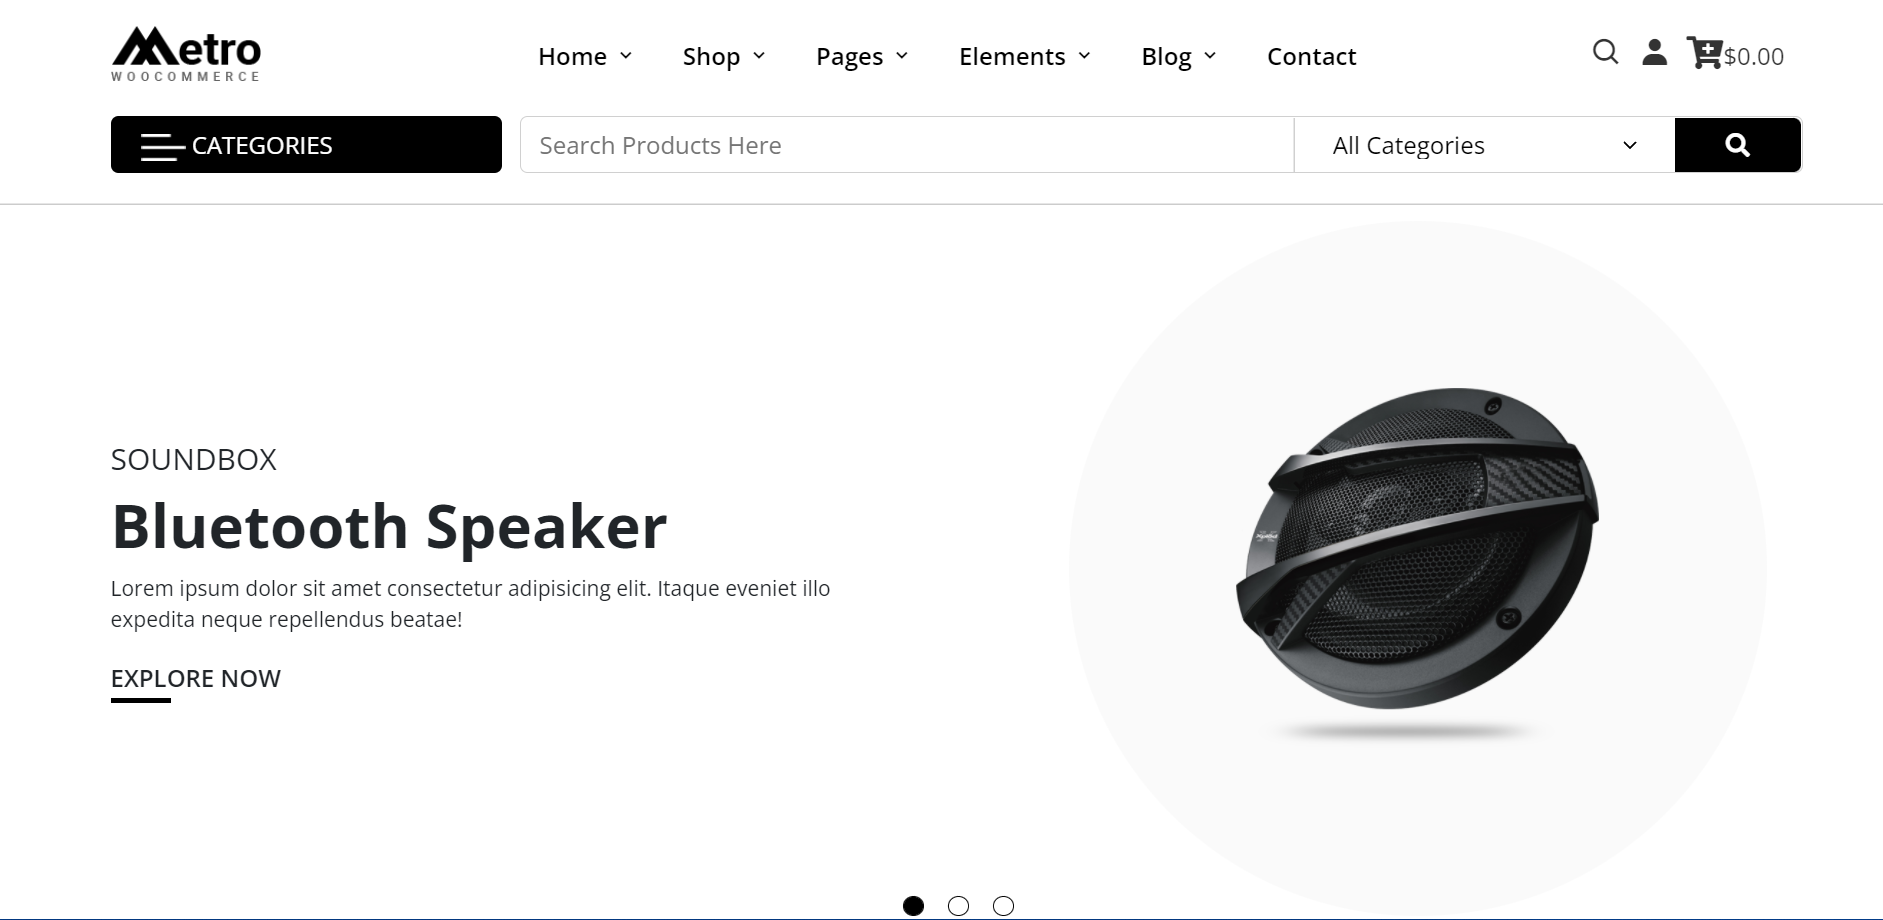 Metro
WOOCOMMERCE
Home Shop Pages Elements Blog Contact
$0.00
CATEGORIES
Search Products Here
All Categories
SOUNDBOX
Bluetooth Speaker
Lorem ipsum dolor sit amet consectetur adipisicing elit. Itaque eveniet illo
expedita neque repellendus beatae!
EXPLORE NOW